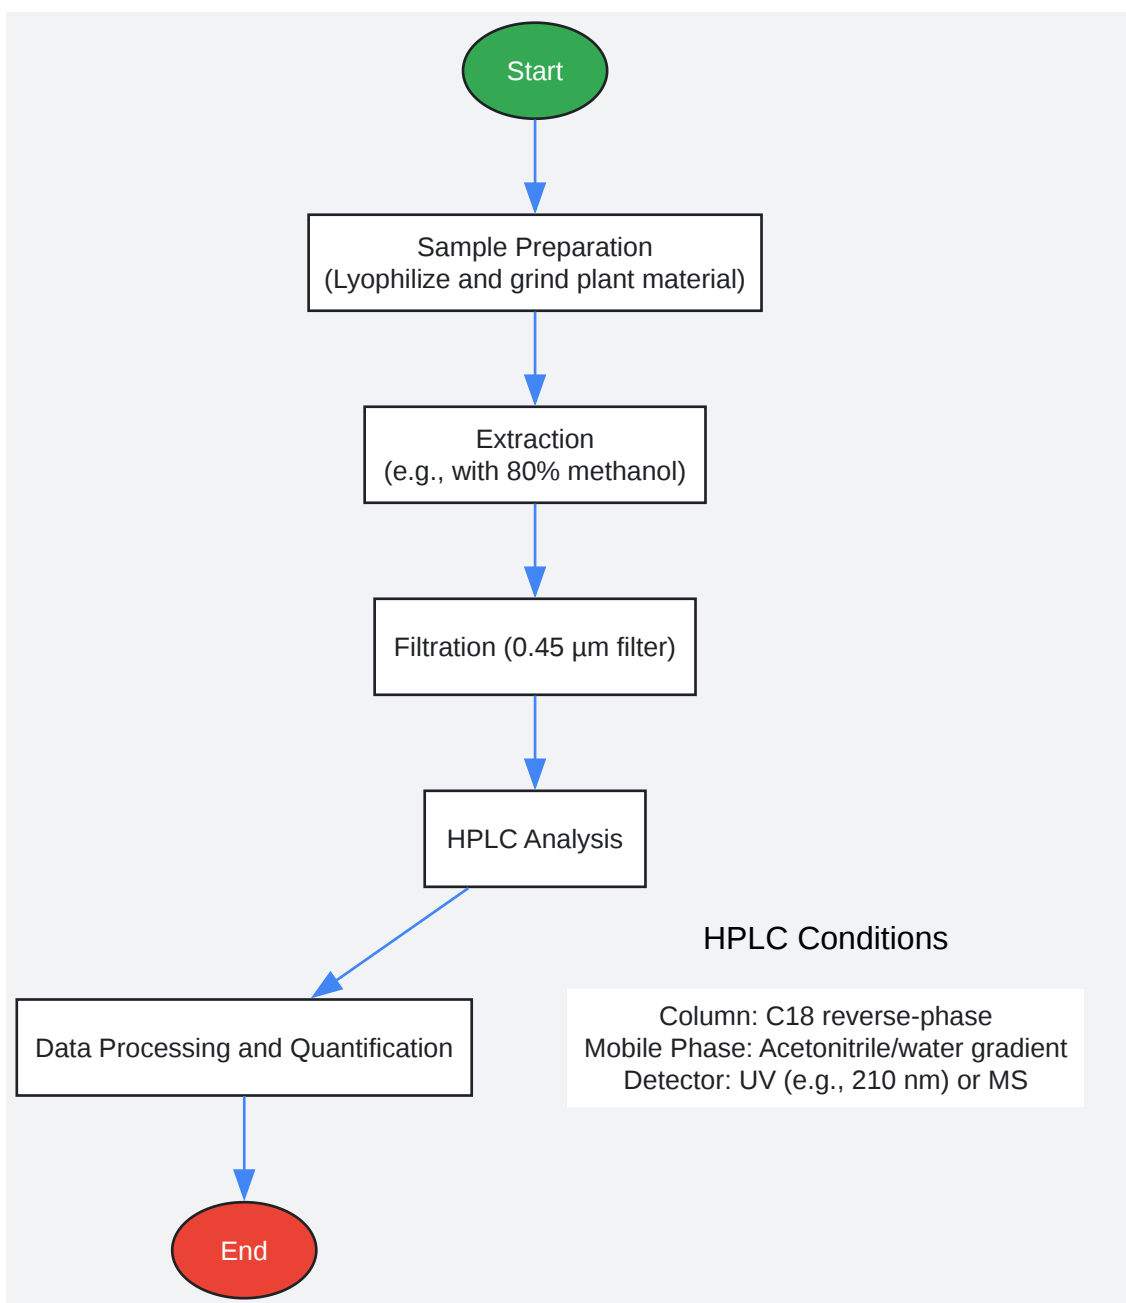 Start
Sample Preparation
(Lyophilize and grind plant material)
Extraction
(e.g., with 80% methanol)
Filtration (0.45 µm filter)
HPLC Analysis
HPLC Conditions
Column: C18 reverse-phase
Mobile Phase: Acetonitrile/water gradient
Detector: UV (e.g., 210 nm) or MS
Data Processing and Quantification
End